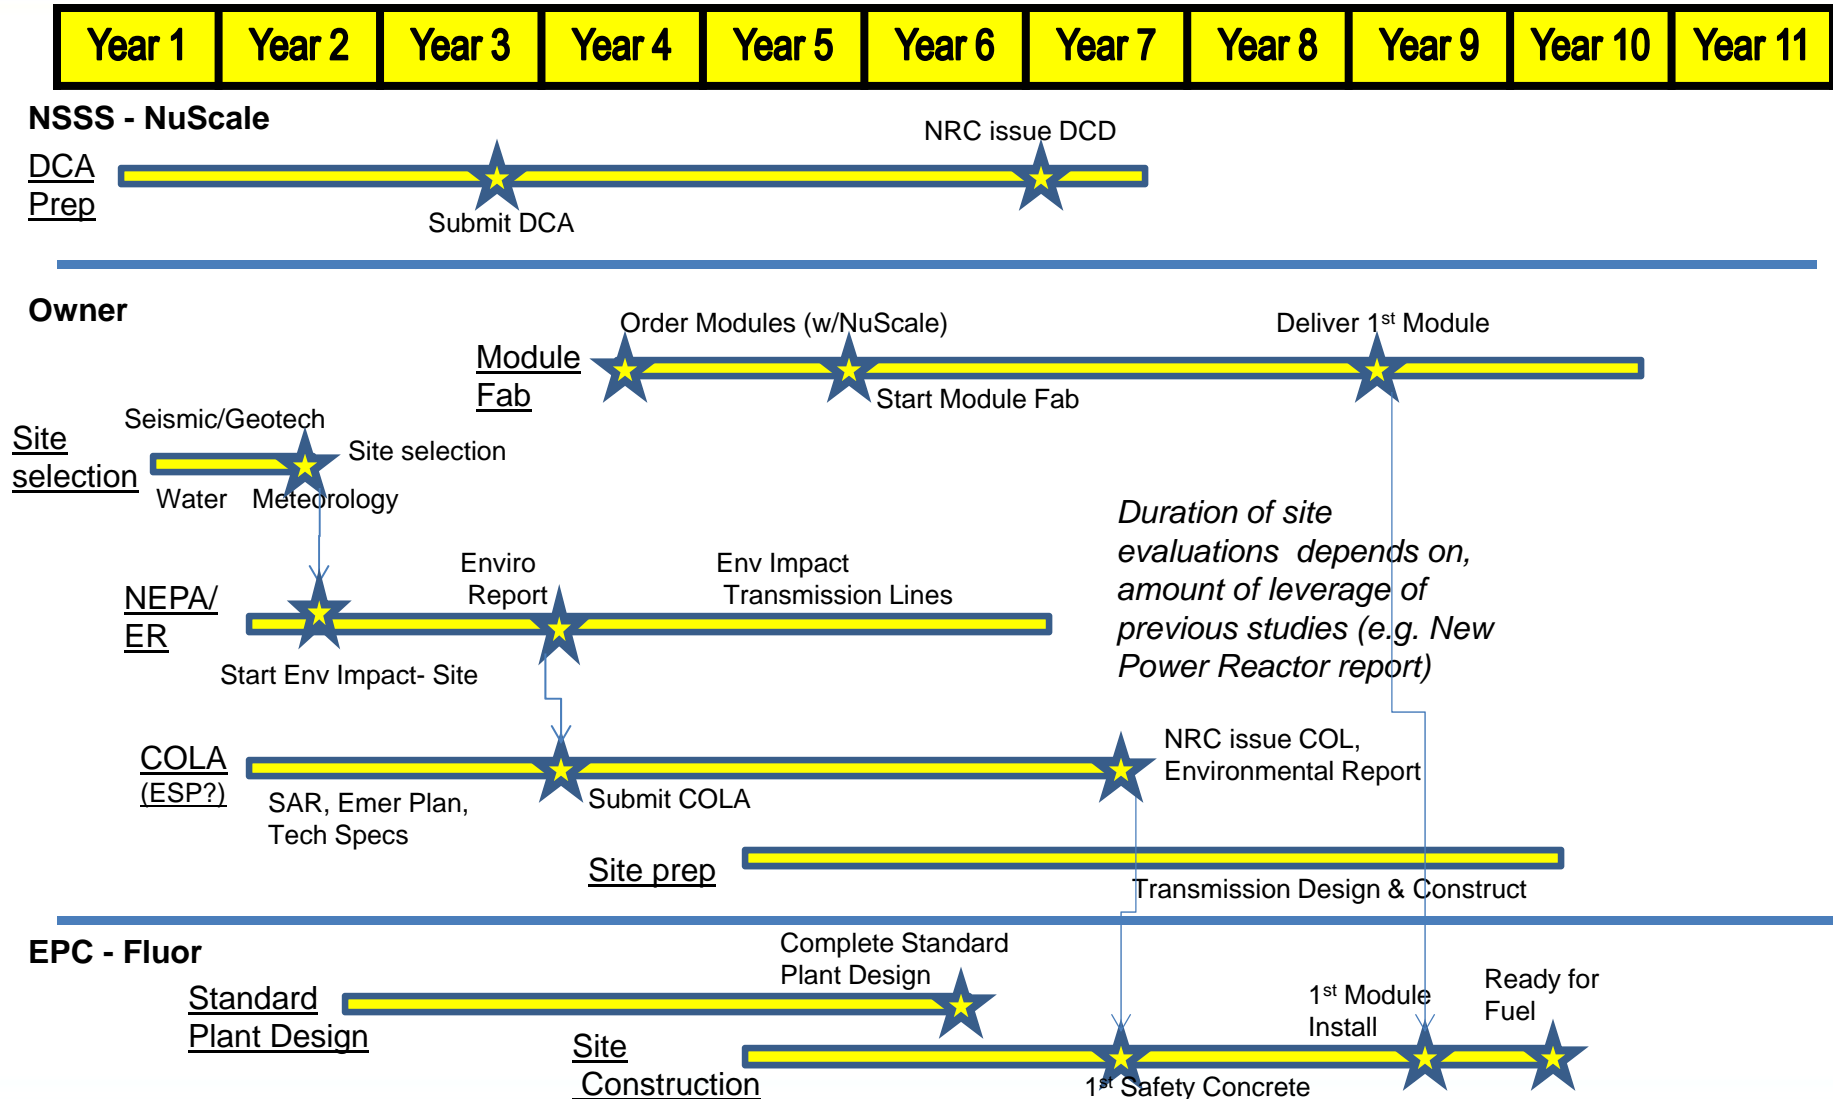 Year 1 Year 2 Year 3 Year 4 Year 5 Year 6 Year 7 Year 8 Year 9 Year 10 Year 11
NSSS - NuScale
NRC issue DCD
DCA
Prep
Submit DCA
Owner
Order Modules (w/NuScale)
Deliver 1st Module
Module
Fab
Start Module Fab
Seismic/Geotech
Site
selection
Site selection
Water Meteorology
Duration of site
evaluations depends on,
amount of leverage of
previous studies (e.g. New
Power Reactor report)
Enviro
Report
Env Impact
Transmission Lines
NEPA/
ER
Start Env Impact- Site
NRC issue COL,
Environmental Report
COLA
(ESP?)
SAR, Emer Plan,
Tech Specs
Submit COLA
Site prep
Transmission Design & Construct
EPC - Fluor
Complete Standard
Plant Design
Standard
Plant Design
1st Module
Install
Ready for
Fuel
Site
Construction
1st Safety Concrete